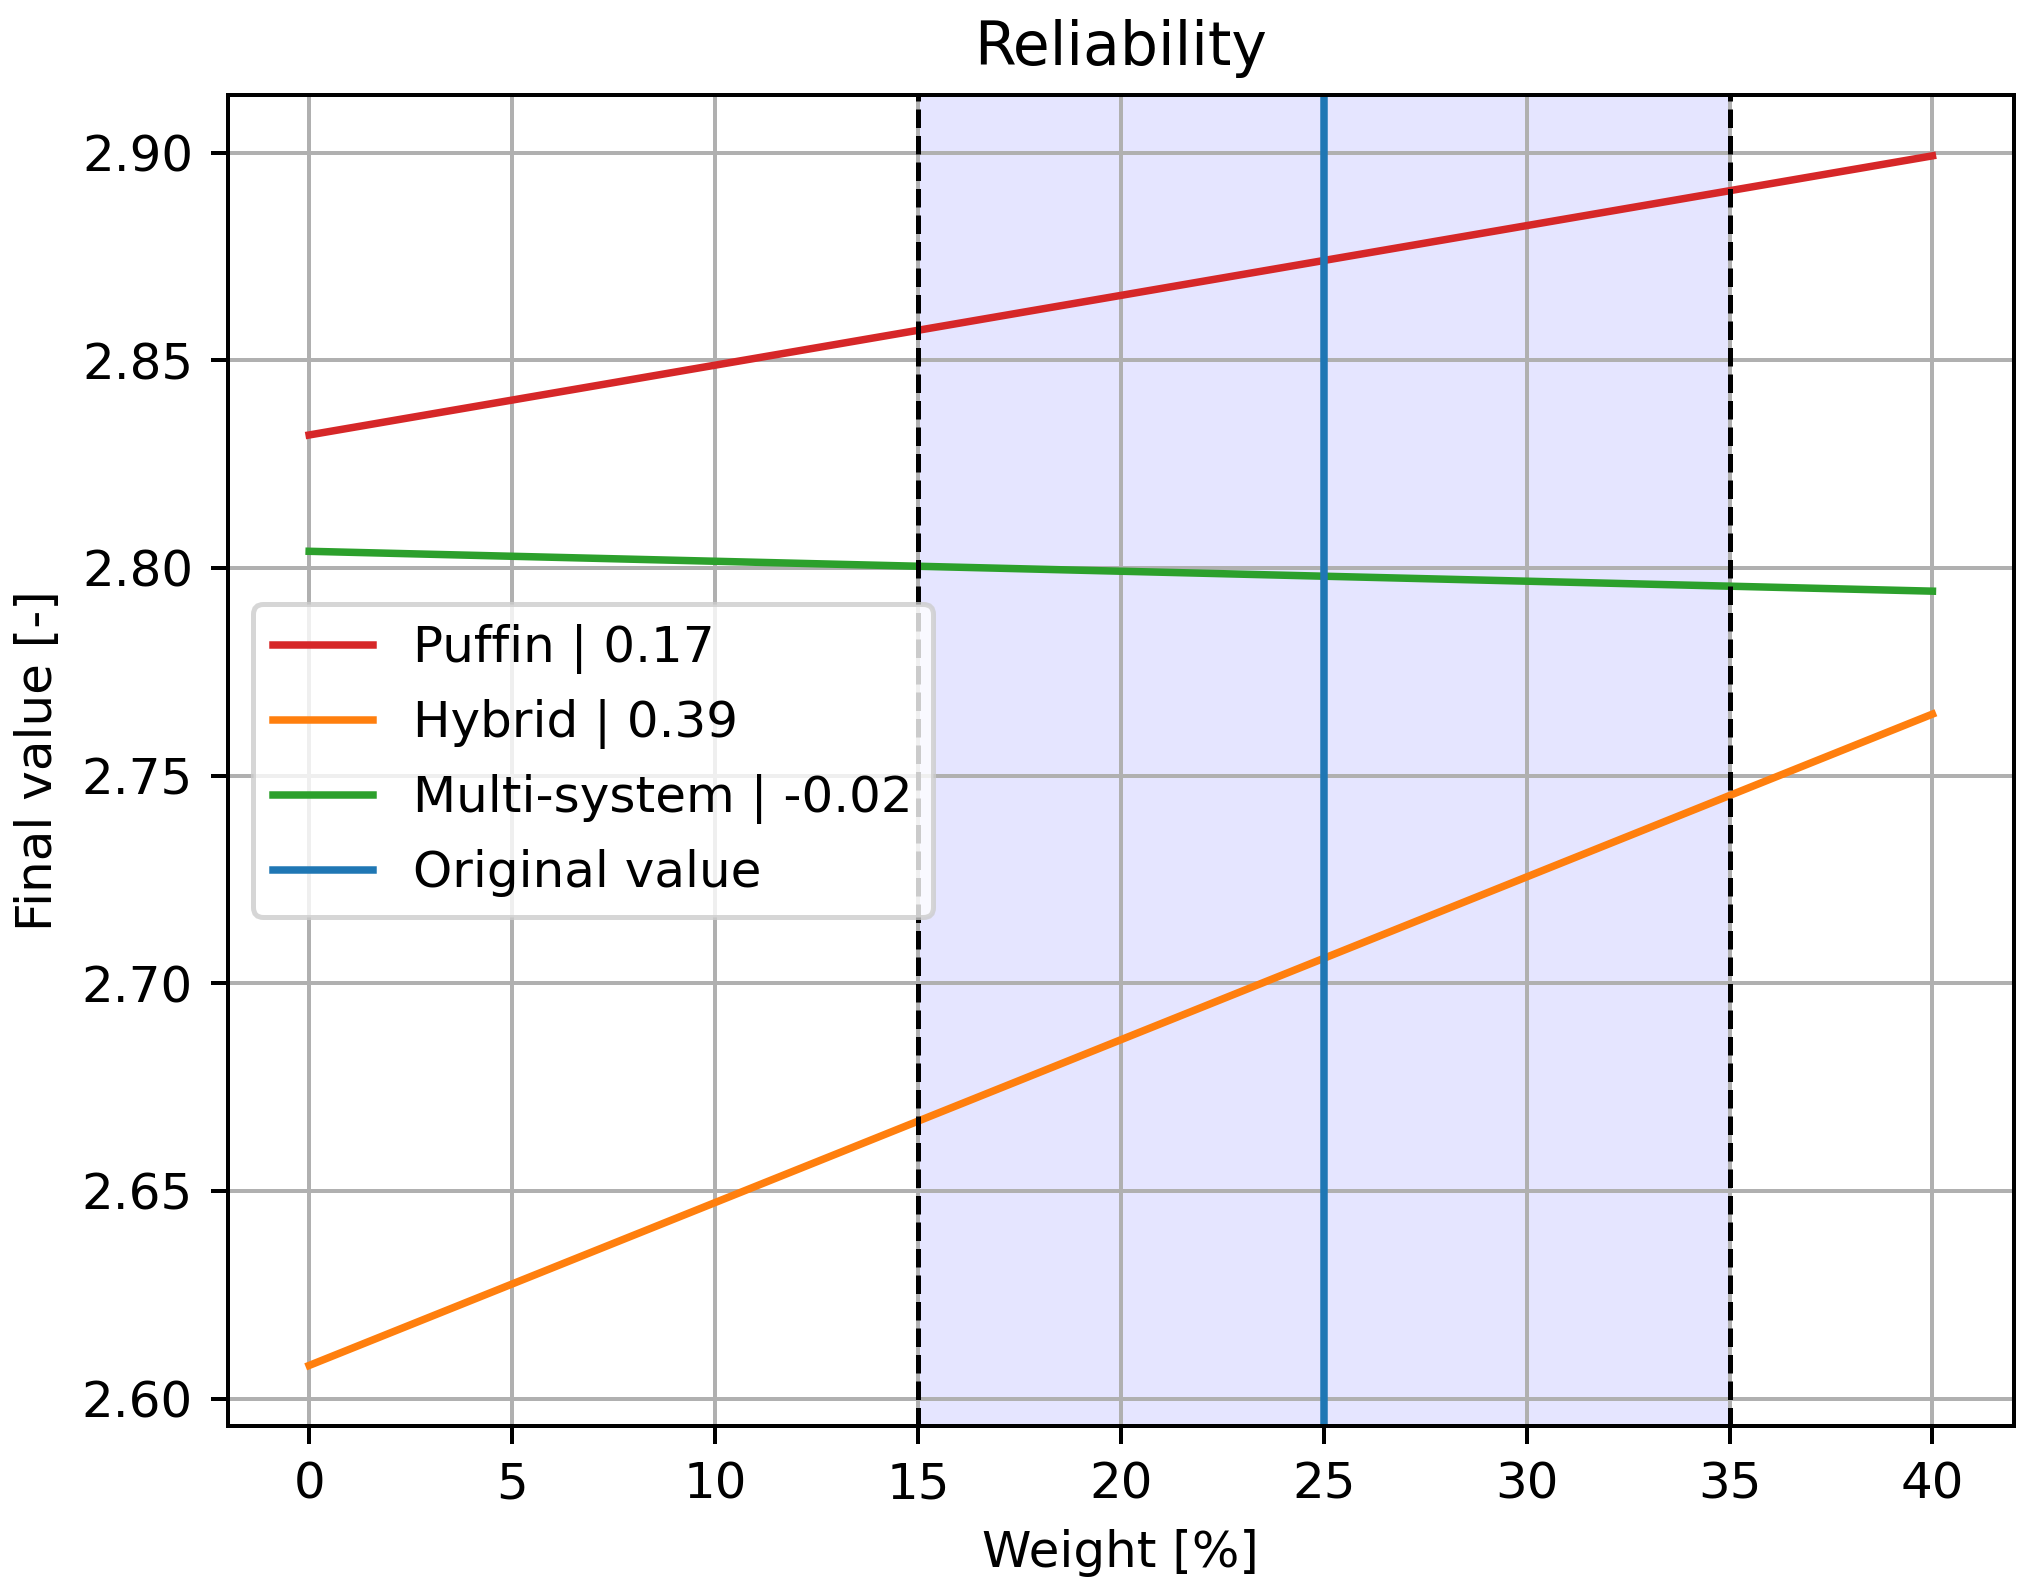 Reliability
Final value [-]
2.90
2.85
2.80
2.75
2.70
2.65
2.60
Puffin | 0.17
Hybrid | 0.39
Multi-system | -0.02
Original value
0 5 10 15 20 25 30 35 40
Weight [%]